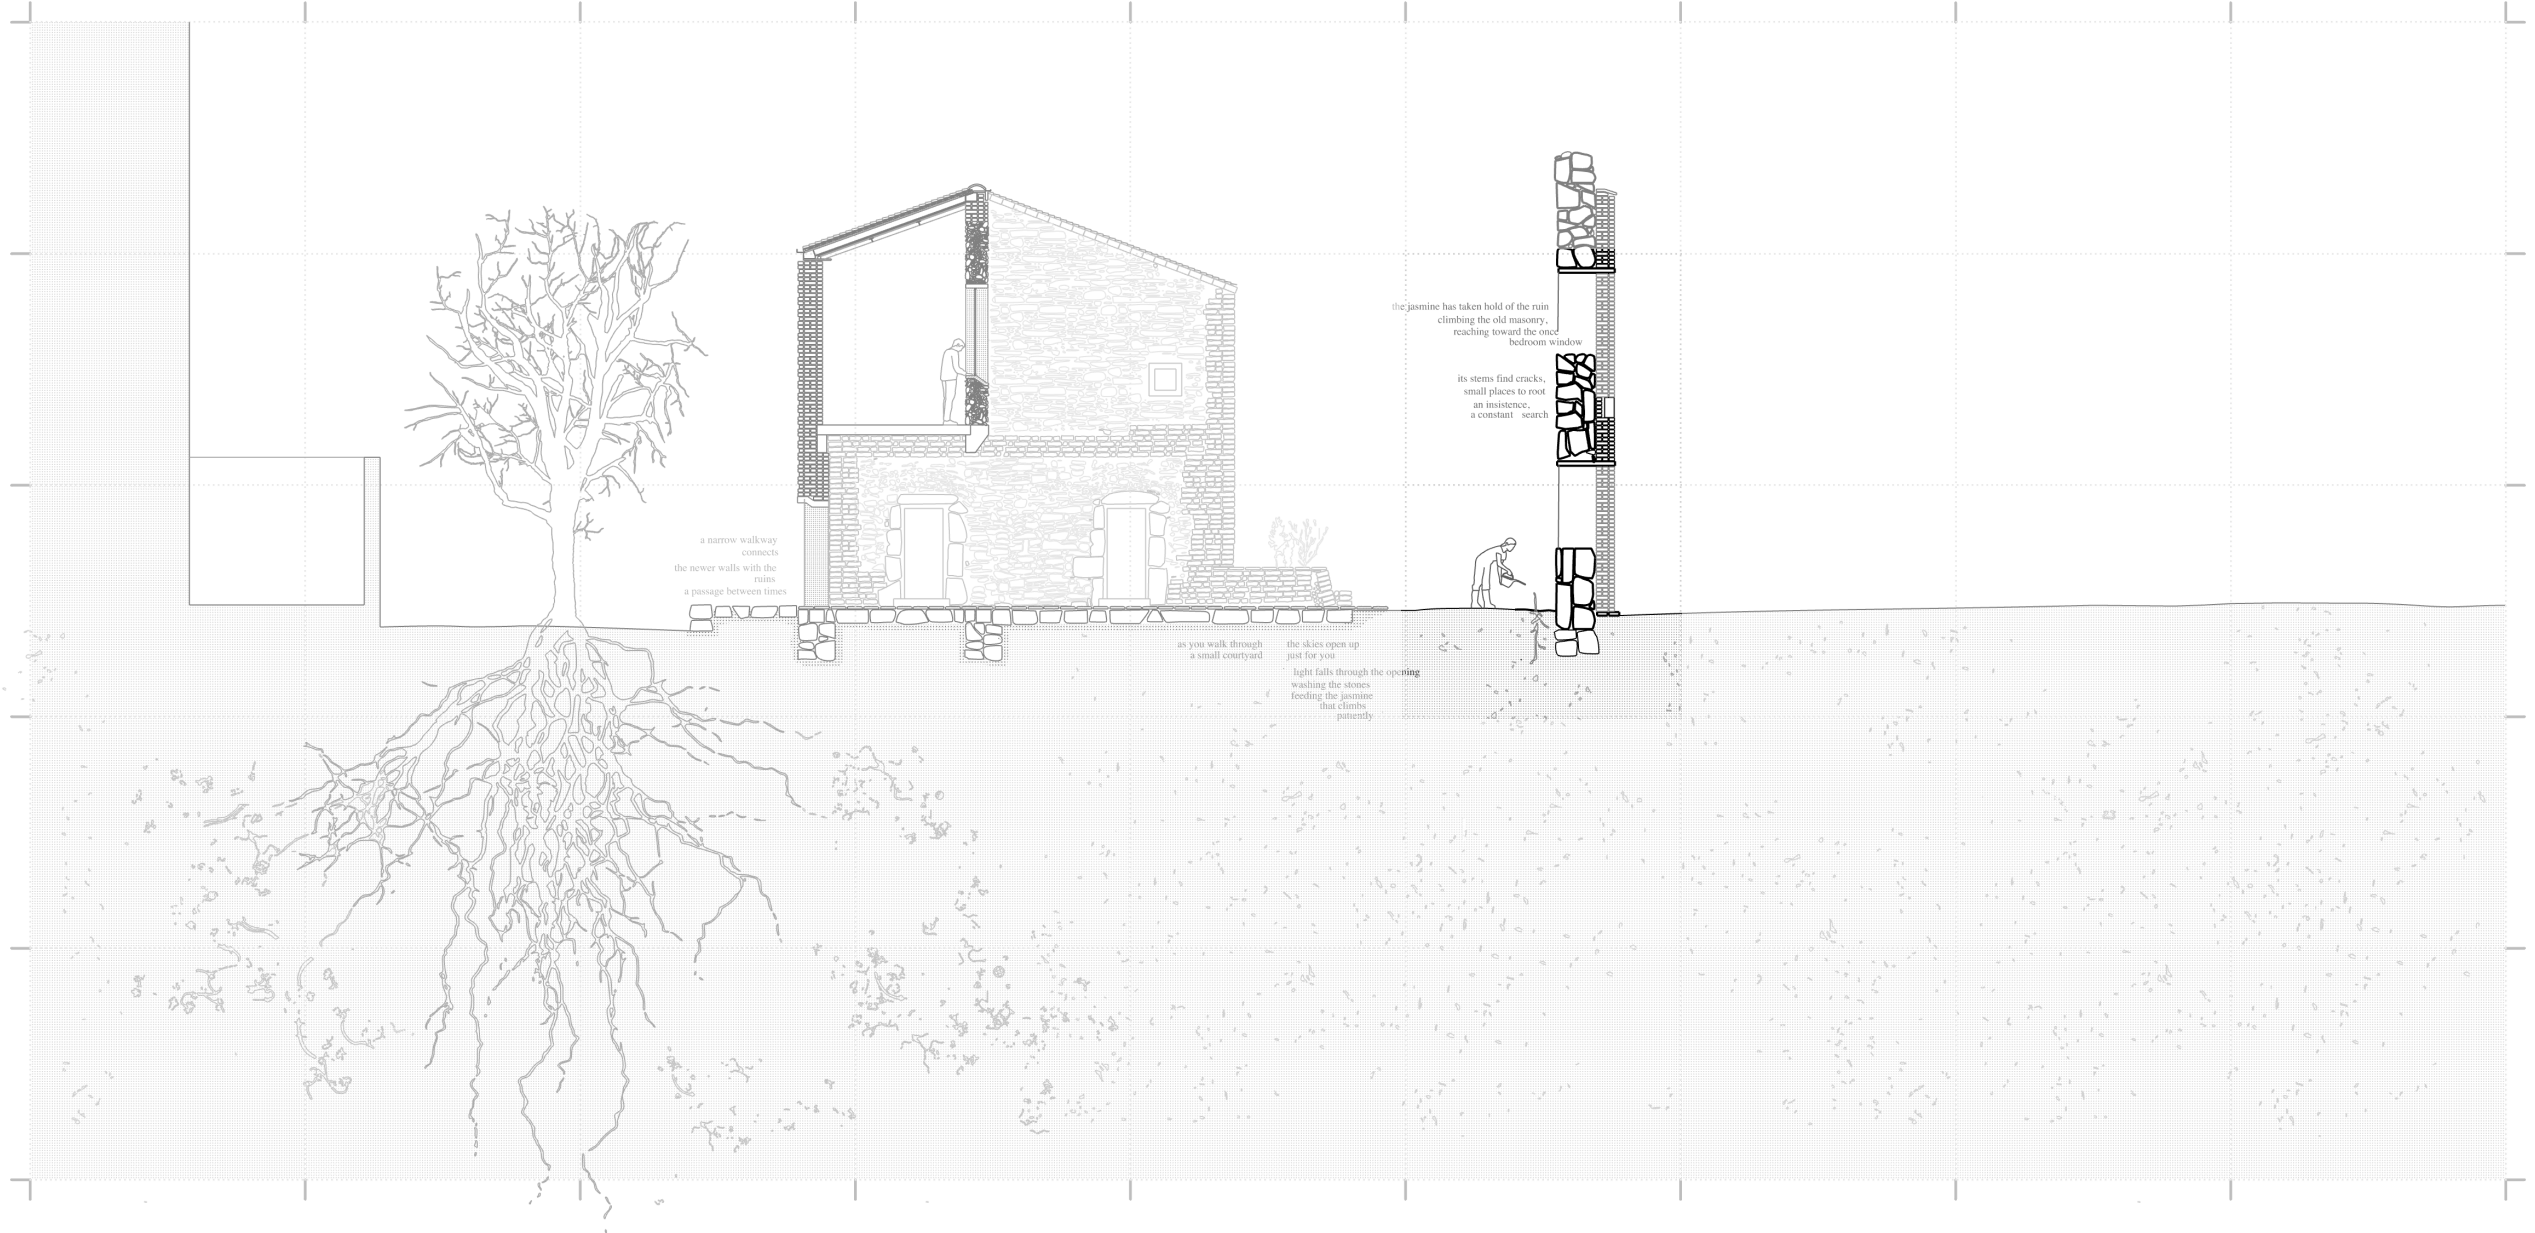 the jasmine has taken hold of the ruin
climbing the old masonry,
reaching toward the once
bedroom window
its stems find cracks,
small places to root
an insistence,
a constant search
a narrow walkway
connects
the newer walls with the
ruins
a passage between times
as you walk through
a small courtyard
the skies open up
just for you
light falls through the opening
washing the stones
feeding the jasmine
that climbs
patiently